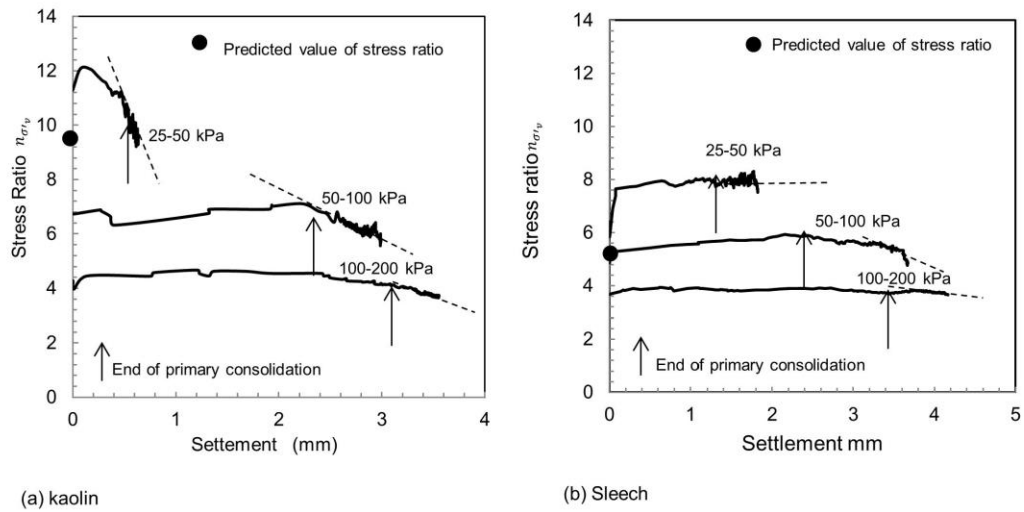 14
12
10
8
6
4
2
0
Stress Ratio nσ′v
Predicted value of stress ratio
25-50 kPa
50-100 kPa
100-200 kPa
End of primary consolidation
0 1 2 3 4
Settement (mm)
(a) kaolin
14
12
10
8
6
4
2
0
Stress ratio nσ′v
Predicted value of stress ratio
25-50 kPa
50-100 kPa
100-200 kPa
End of primary consolidation
0 1 2 3 4 5
Settlement mm
(b) Sleech